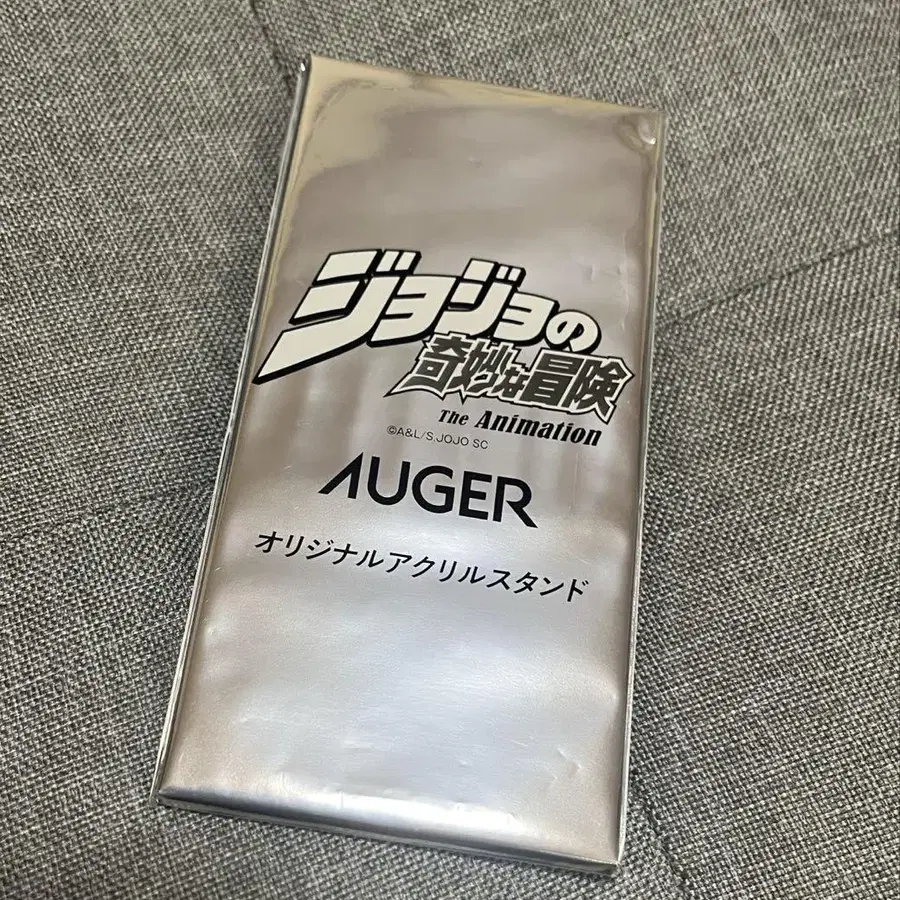 ジョジョの
奇妙な冒険
The Animation
©A&L/S.JOJO SC
AUGER
オリジナルアクリルスタンド